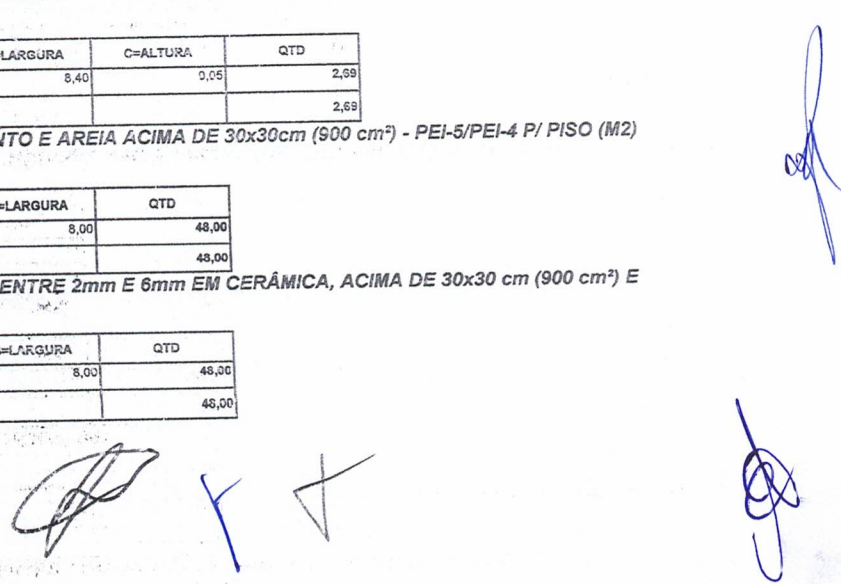 LARGURA C=ALTURA QTD
8,40 0,05 2,69
2,69
NTO E AREIA ACIMA DE 30x30cm (900 cm²) - PEI-5/PEI-4 P/ PISO (M2)
=LARGURA QTD
8,00 48,00
48,00
ENTRE 2mm E 6mm EM CERÂMICA, ACIMA DE 30x30 cm (900 cm²) E
=LARGURA QTD
8,00 48,00
48,00